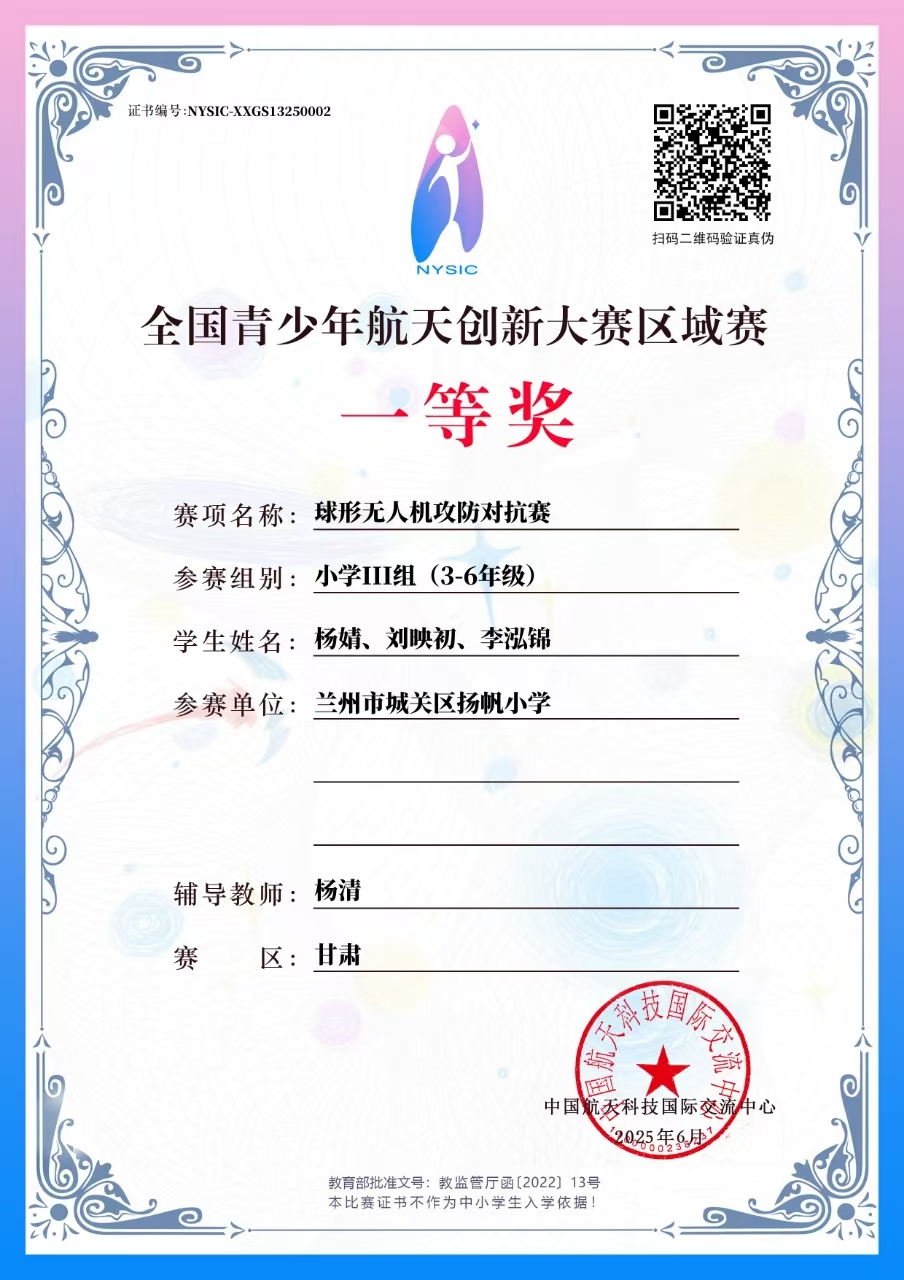 证书编号:NYSIC-XXGS13250002
NYSIC
扫码二维码验证真伪
全国青少年航天创新大赛区域赛
一等奖
赛项名称：球形无人机攻防对抗赛
参赛组别：小学III组（3-6年级）
学生姓名：杨婧、刘映初、李泓锦
参赛单位：兰州市城关区扬帆小学
辅导教师：杨清
赛 区：甘肃
中国航天科技国际交流中心
中国航天科技国际交流中心
2025年6月
教育部批准文号：教监管厅函〔2022〕13号
本比赛证书不作为中小学生入学依据！